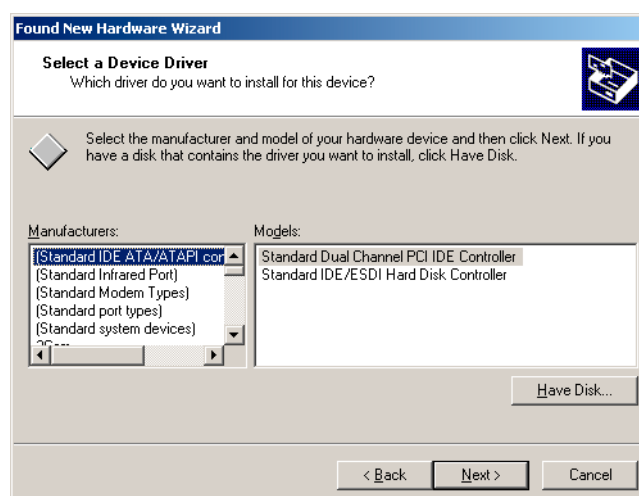 Found New Hardware Wizard
Select a Device Driver
Which driver do you want to install for this device?
Select the manufacturer and model of your hardware device and then click Next. If you
have a disk that contains the driver you want to install, click Have Disk.
Manufacturers:
(Standard IDE ATA/ATAPI con
(Standard Infrared Port)
(Standard Modem Types)
(Standard port types)
(Standard system devices)
Models:
Standard Dual Channel PCI IDE Controller
Standard IDE/ESDI Hard Disk Controller
Have Disk...
< Back
Next >
Cancel